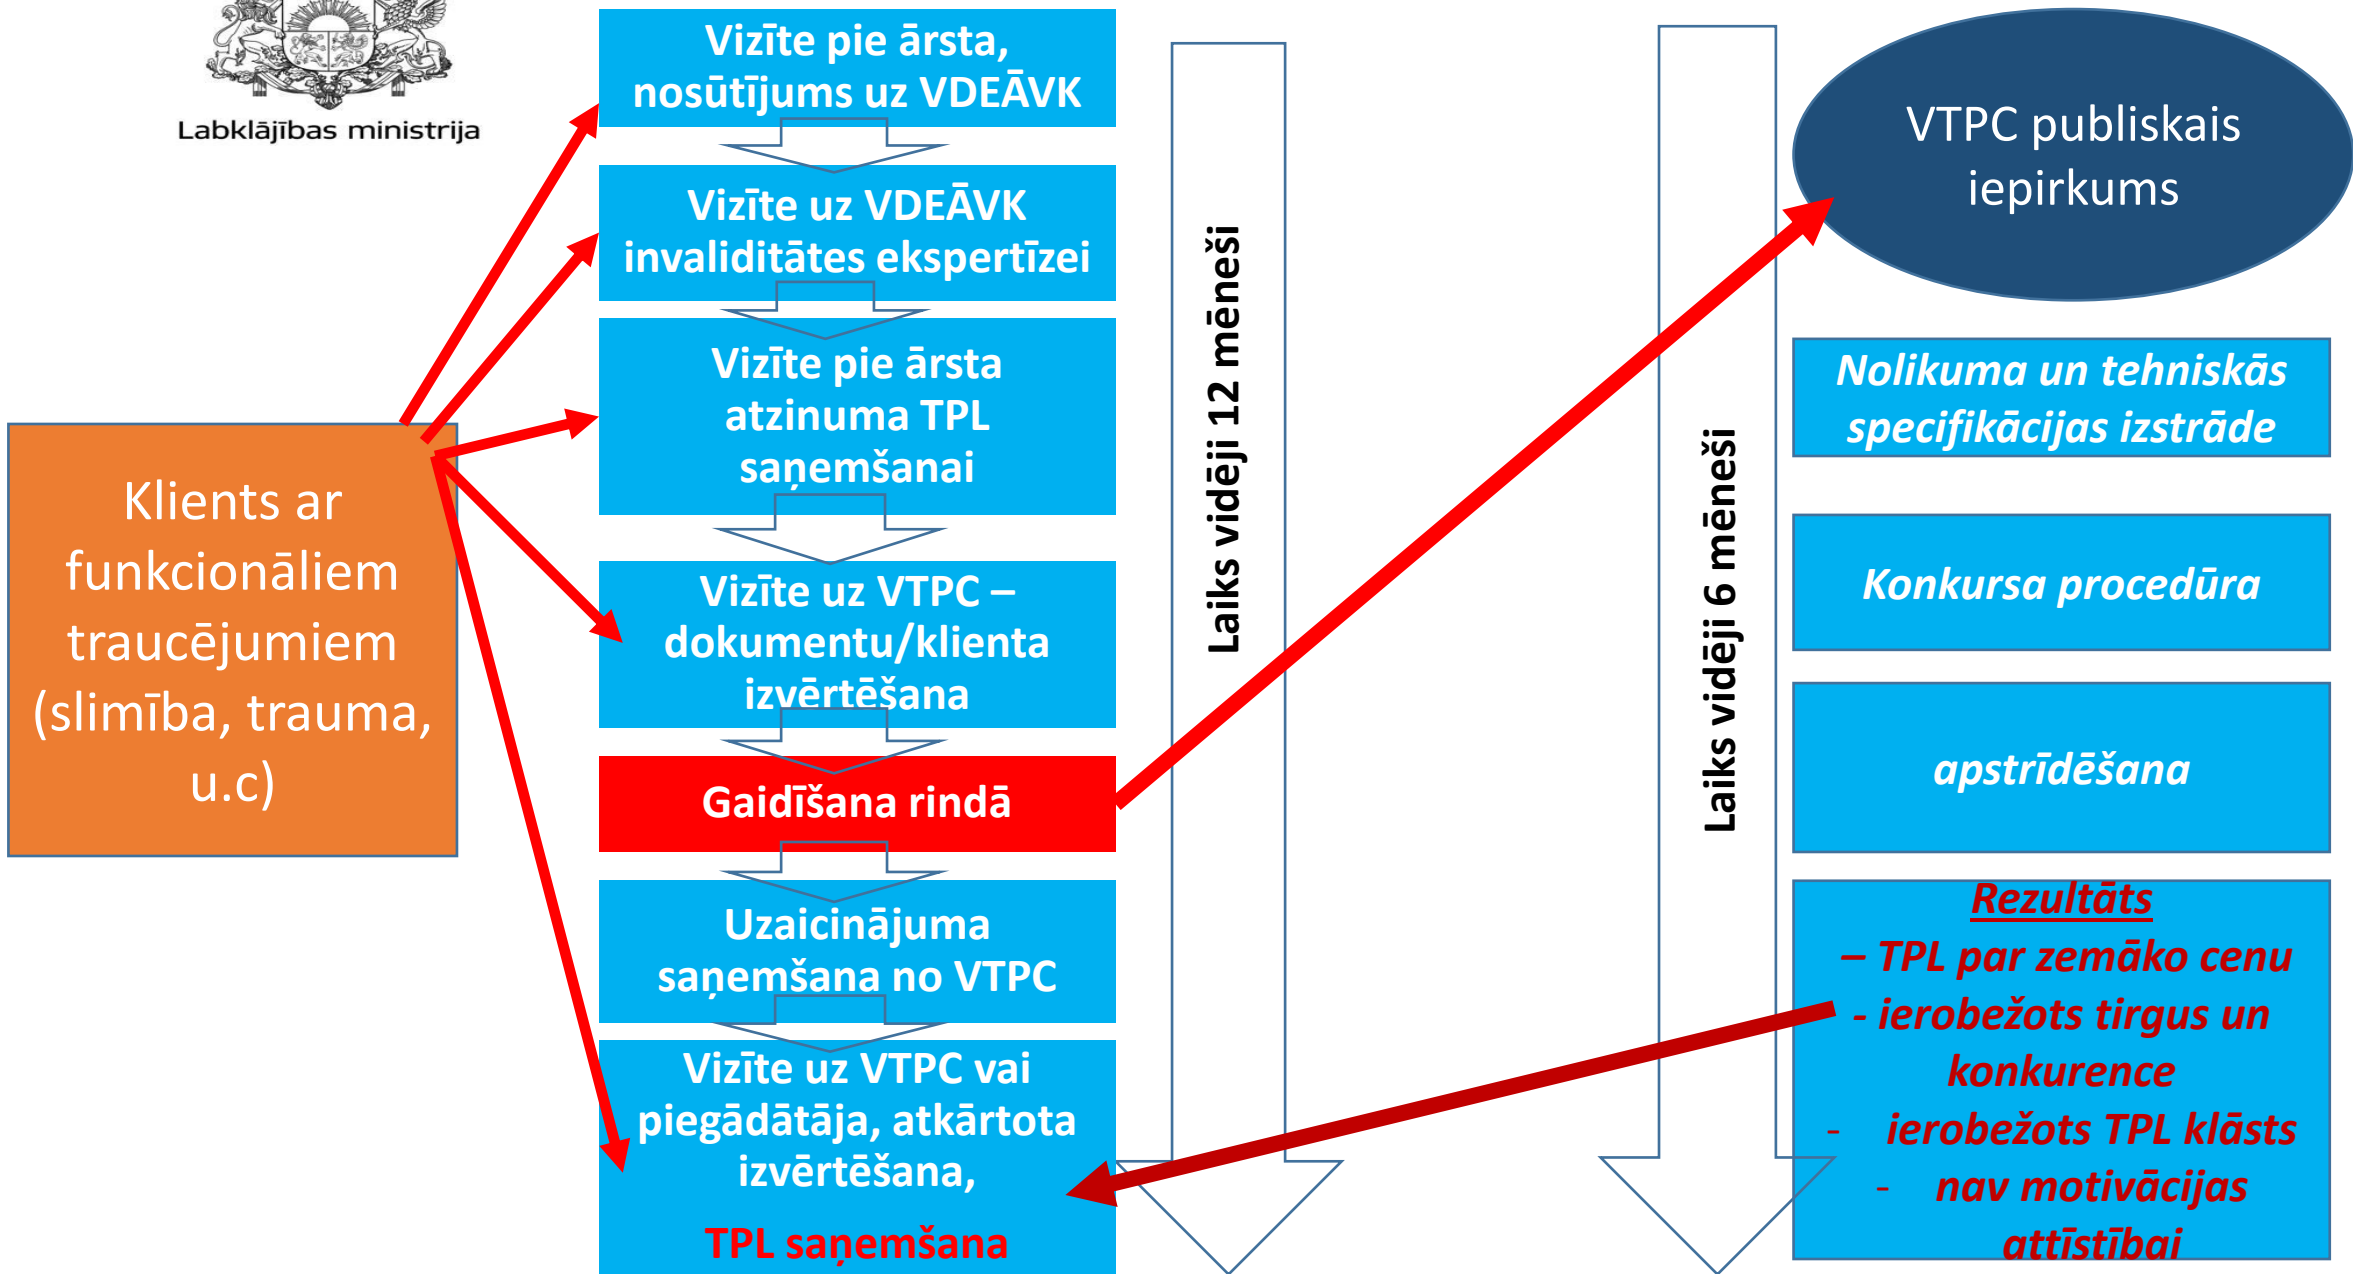 Labklājības ministrija
Klients ar
funkcionāliem
traucējumiem
(slimība, trauma,
u.c)
Vizīte pie ārsta,
nosūtījums uz VDEĀVK
Vizīte uz VDEĀVK
invaliditātes ekspertīzei
Vizīte pie ārsta
atzinuma TPL
saņemšanai
Vizīte uz VTPC –
dokumentu/klienta
izvērtēšana
Gaidīšana rindā
Uzaicinājuma
saņemšana no VTPC
Vizīte uz VTPC vai
piegādātāja, atkārtota
izvērtēšana,
TPL saņemšana
Laiks vidēji 12 mēneši
Laiks vidēji 6 mēneši
VTPC publiskais
iepirkums
Nolikuma un tehniskās
specifikācijas izstrāde
Konkursa procedūra
apstrīdēšana
Rezultāts
– TPL par zemāko cenu
- ierobežots tirgus un
konkurence
- ierobežots TPL klāsts
- nav motivācijas
attīstībai